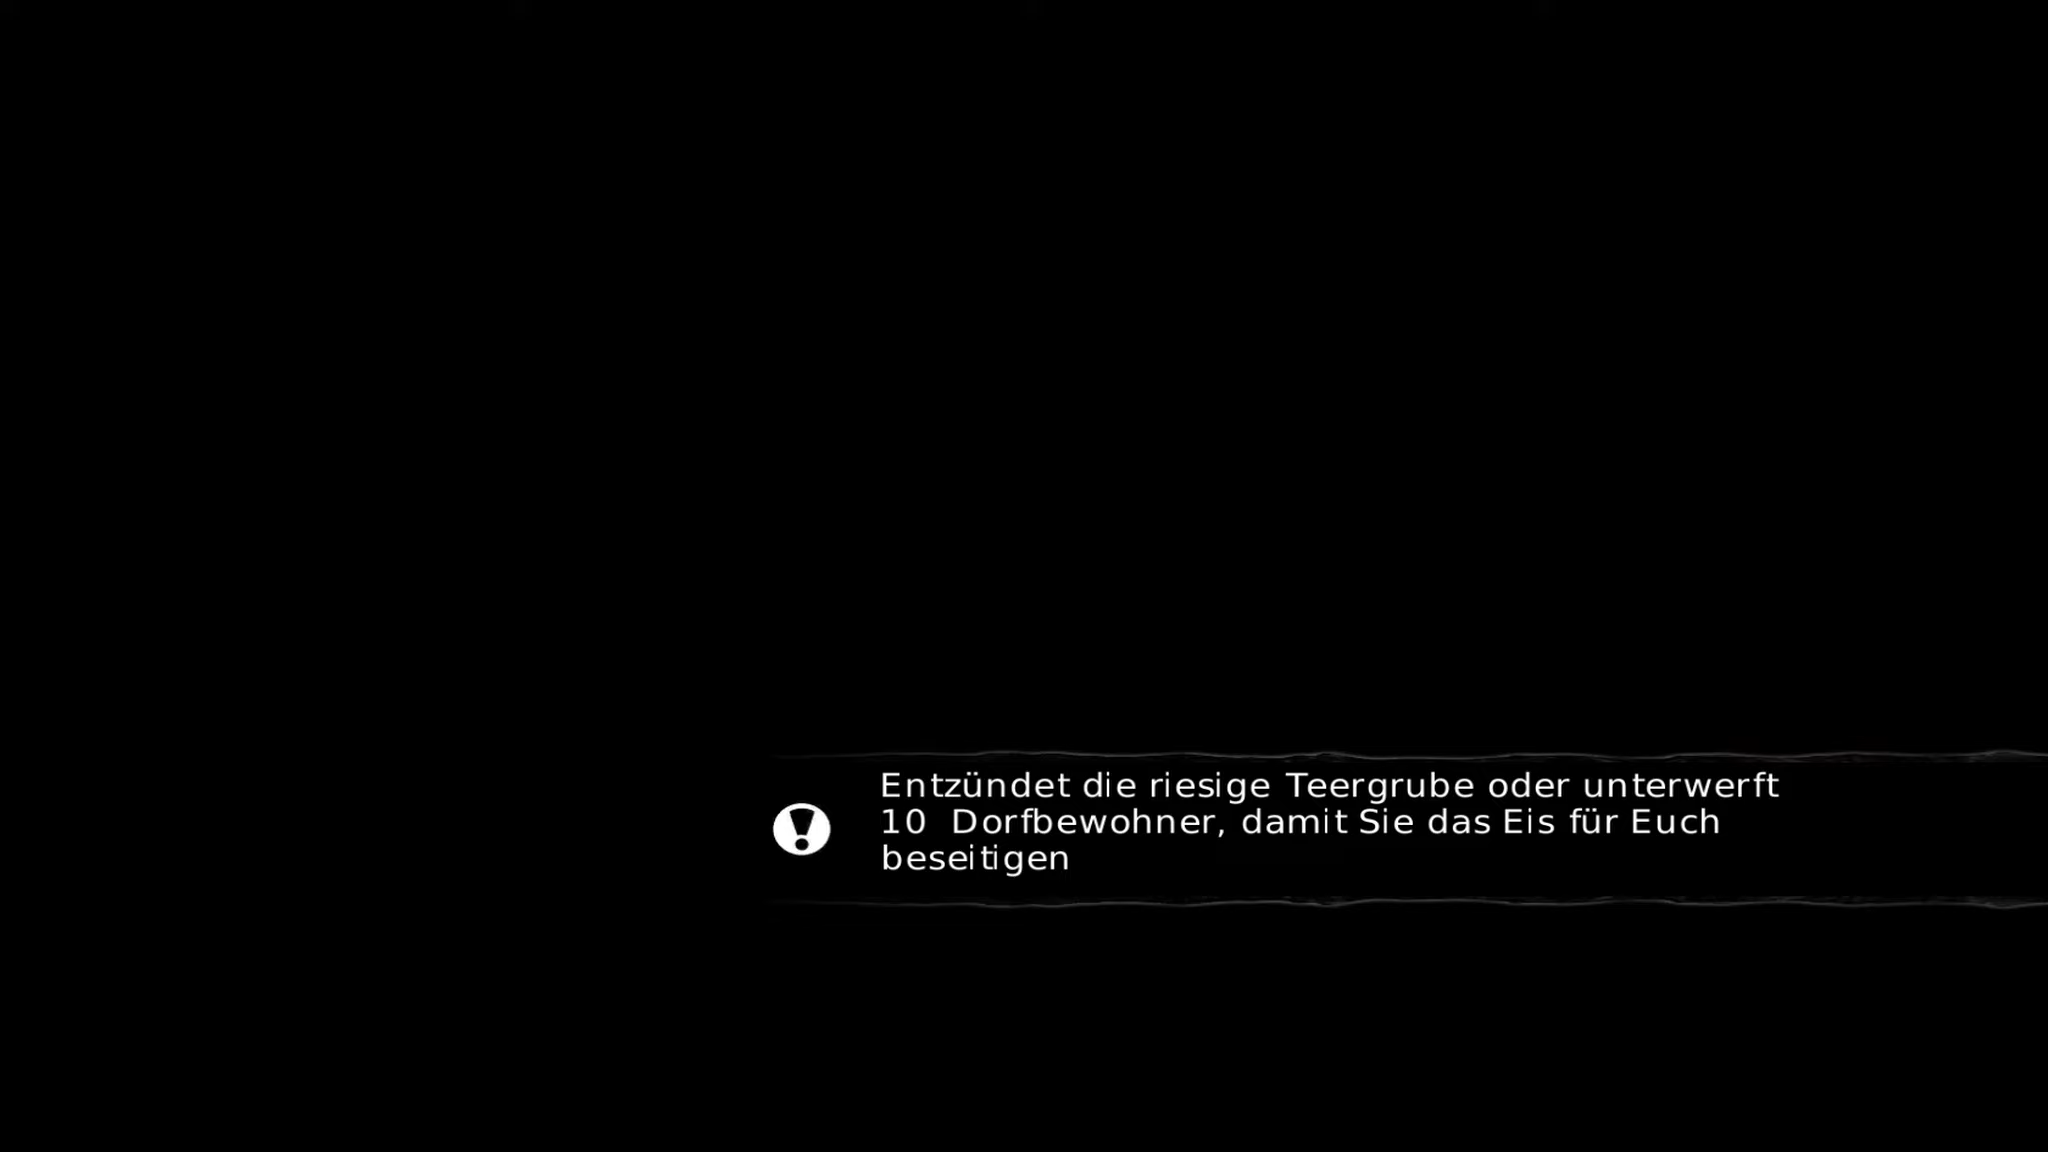 Entzündet die riesige Teergrube oder unterwerft
10 Dorfbewohner, damit Sie das Eis für Euch
beseitigen